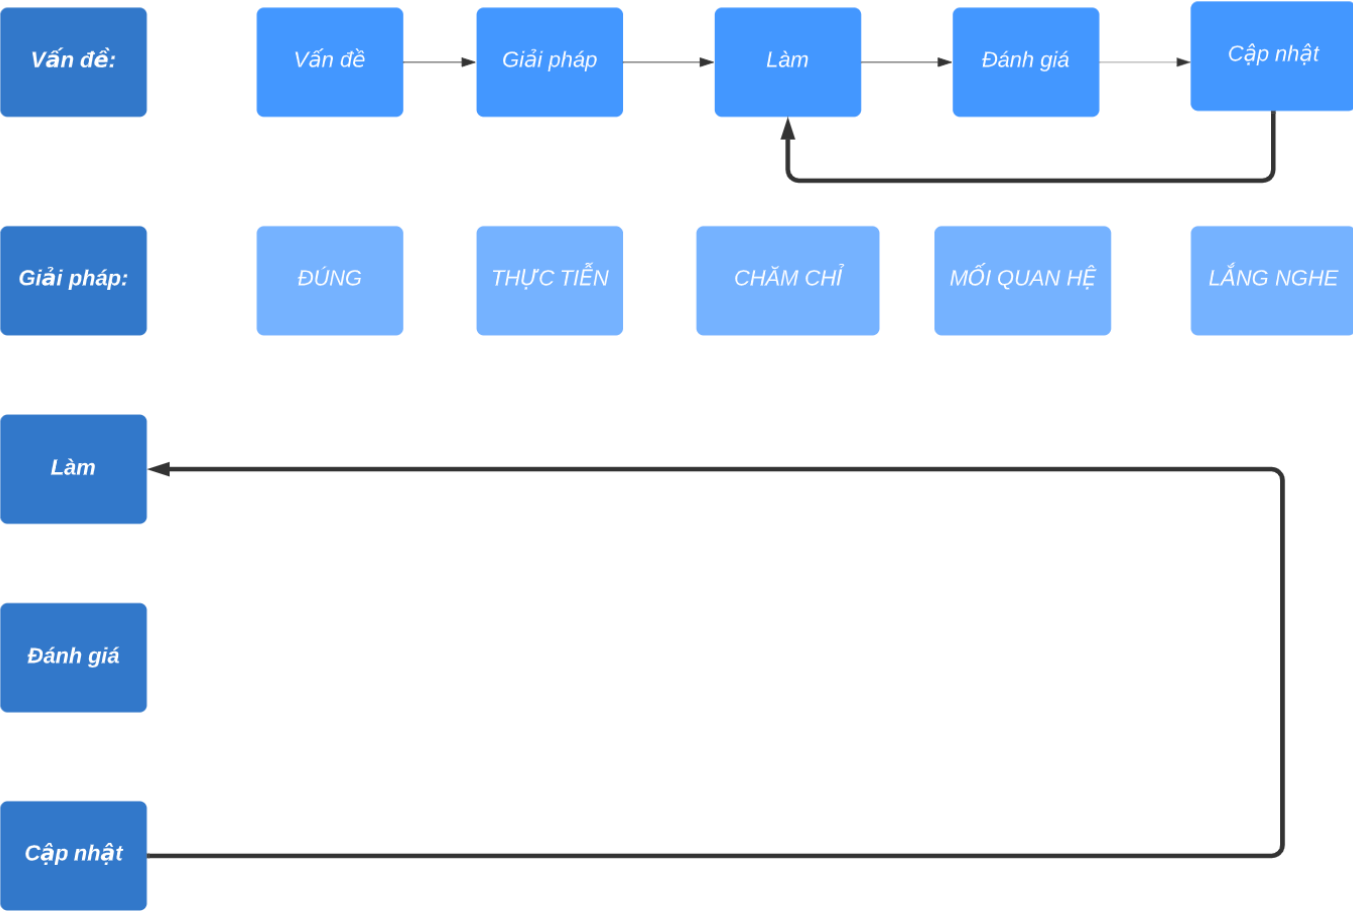 Vấn đề:
Vấn đề
Giải pháp
Làm
Đánh giá
Cập nhật
Giải pháp:
ĐÚNG
THỰC TIỄN
CHĂM CHỈ
MỐI QUAN HỆ
LẮNG NGHE
Làm
Đánh giá
Cập nhật